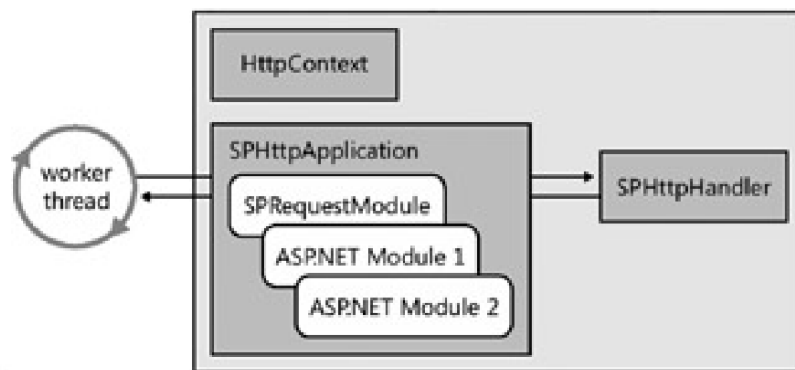 HttpContext
SPHttpApplication
worker
thread
SPRequestModule
ASP.NET Module 1
ASP.NET Module 2
SPHttpHandler